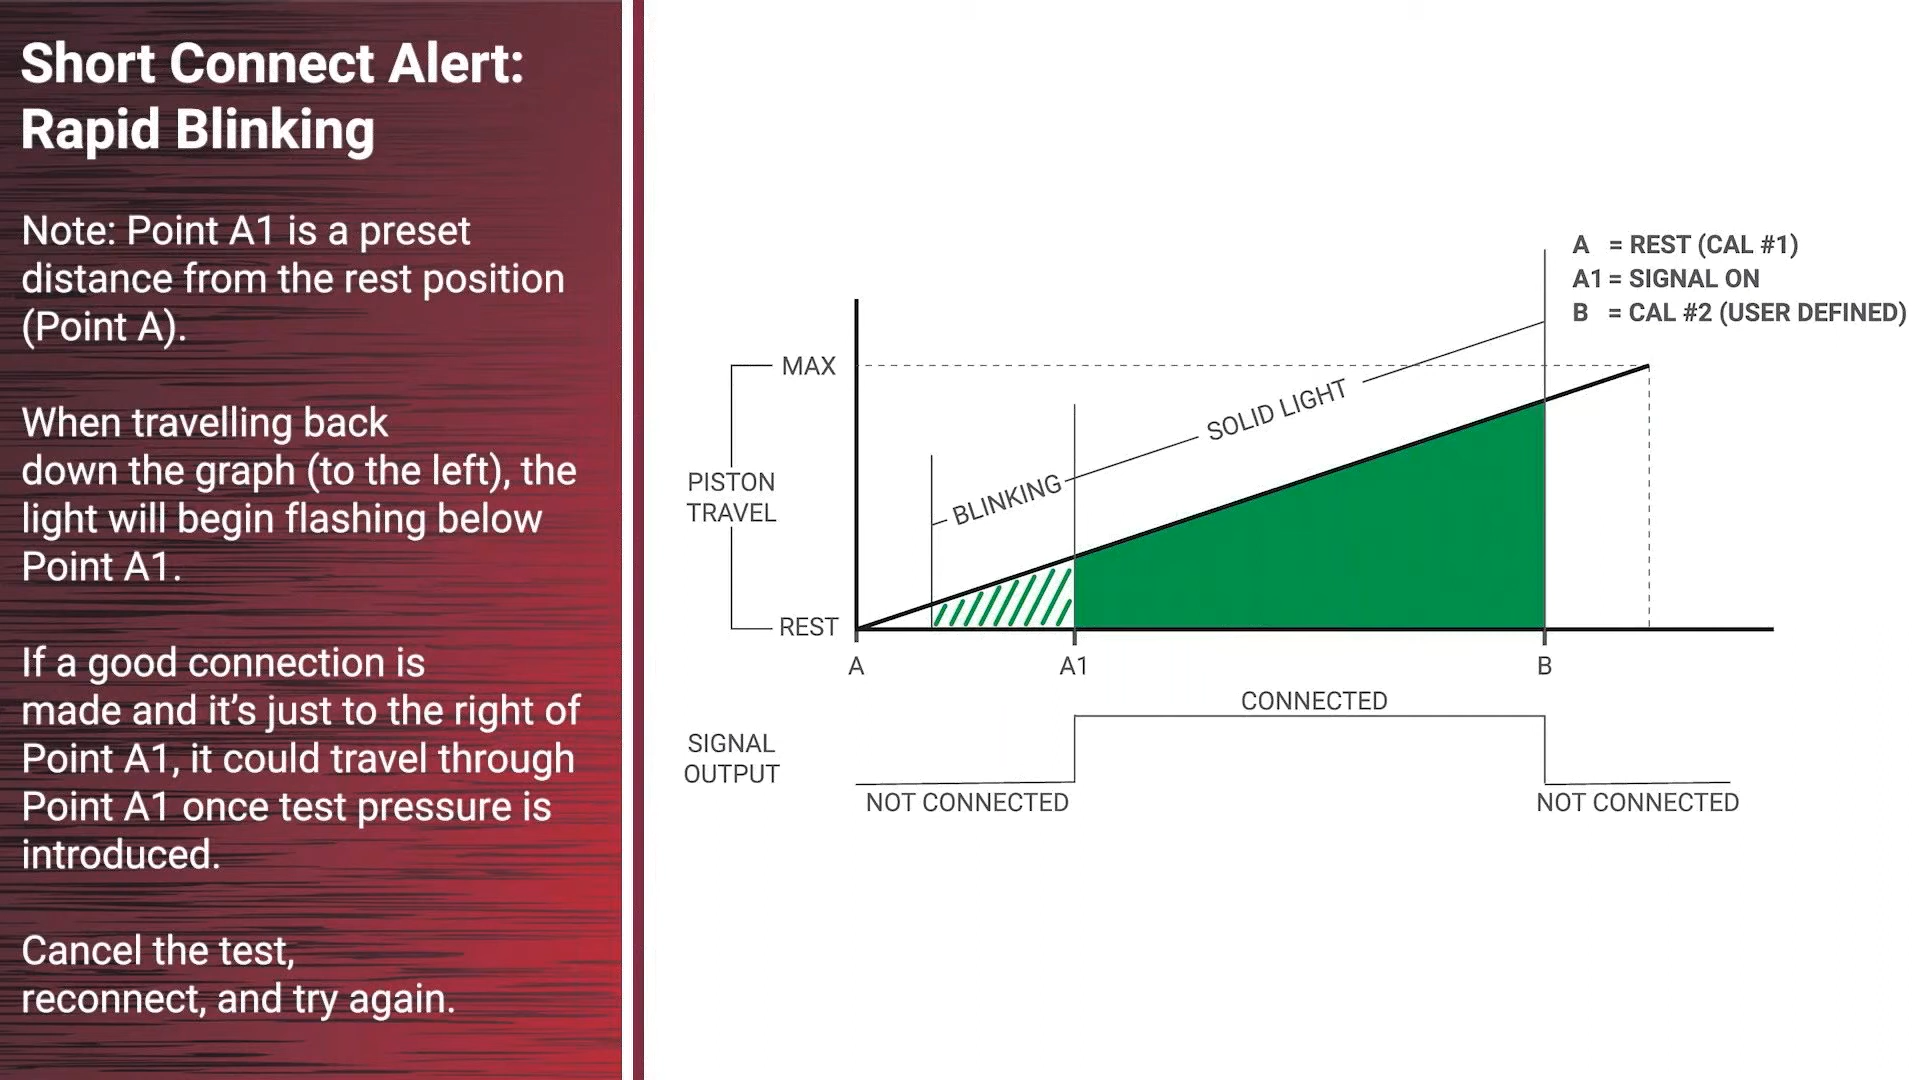 Short Connect Alert:
Rapid Blinking
Note: Point A1 is a preset
distance from the rest position
(Point A).
When travelling back
down the graph (to the left), the
light will begin flashing below
Point A1.
If a good connection is
made and it’s just to the right of
Point A1, it could travel through
Point A1 once test pressure is
introduced.
Cancel the test,
reconnect, and try again.
A = REST (CAL #1)
A1 = SIGNAL ON
B = CAL #2 (USER DEFINED)
MAX
SOLID LIGHT
BLINKING
PISTON
TRAVEL
REST
A
A1
B
CONNECTED
SIGNAL
OUTPUT
NOT CONNECTED
NOT CONNECTED